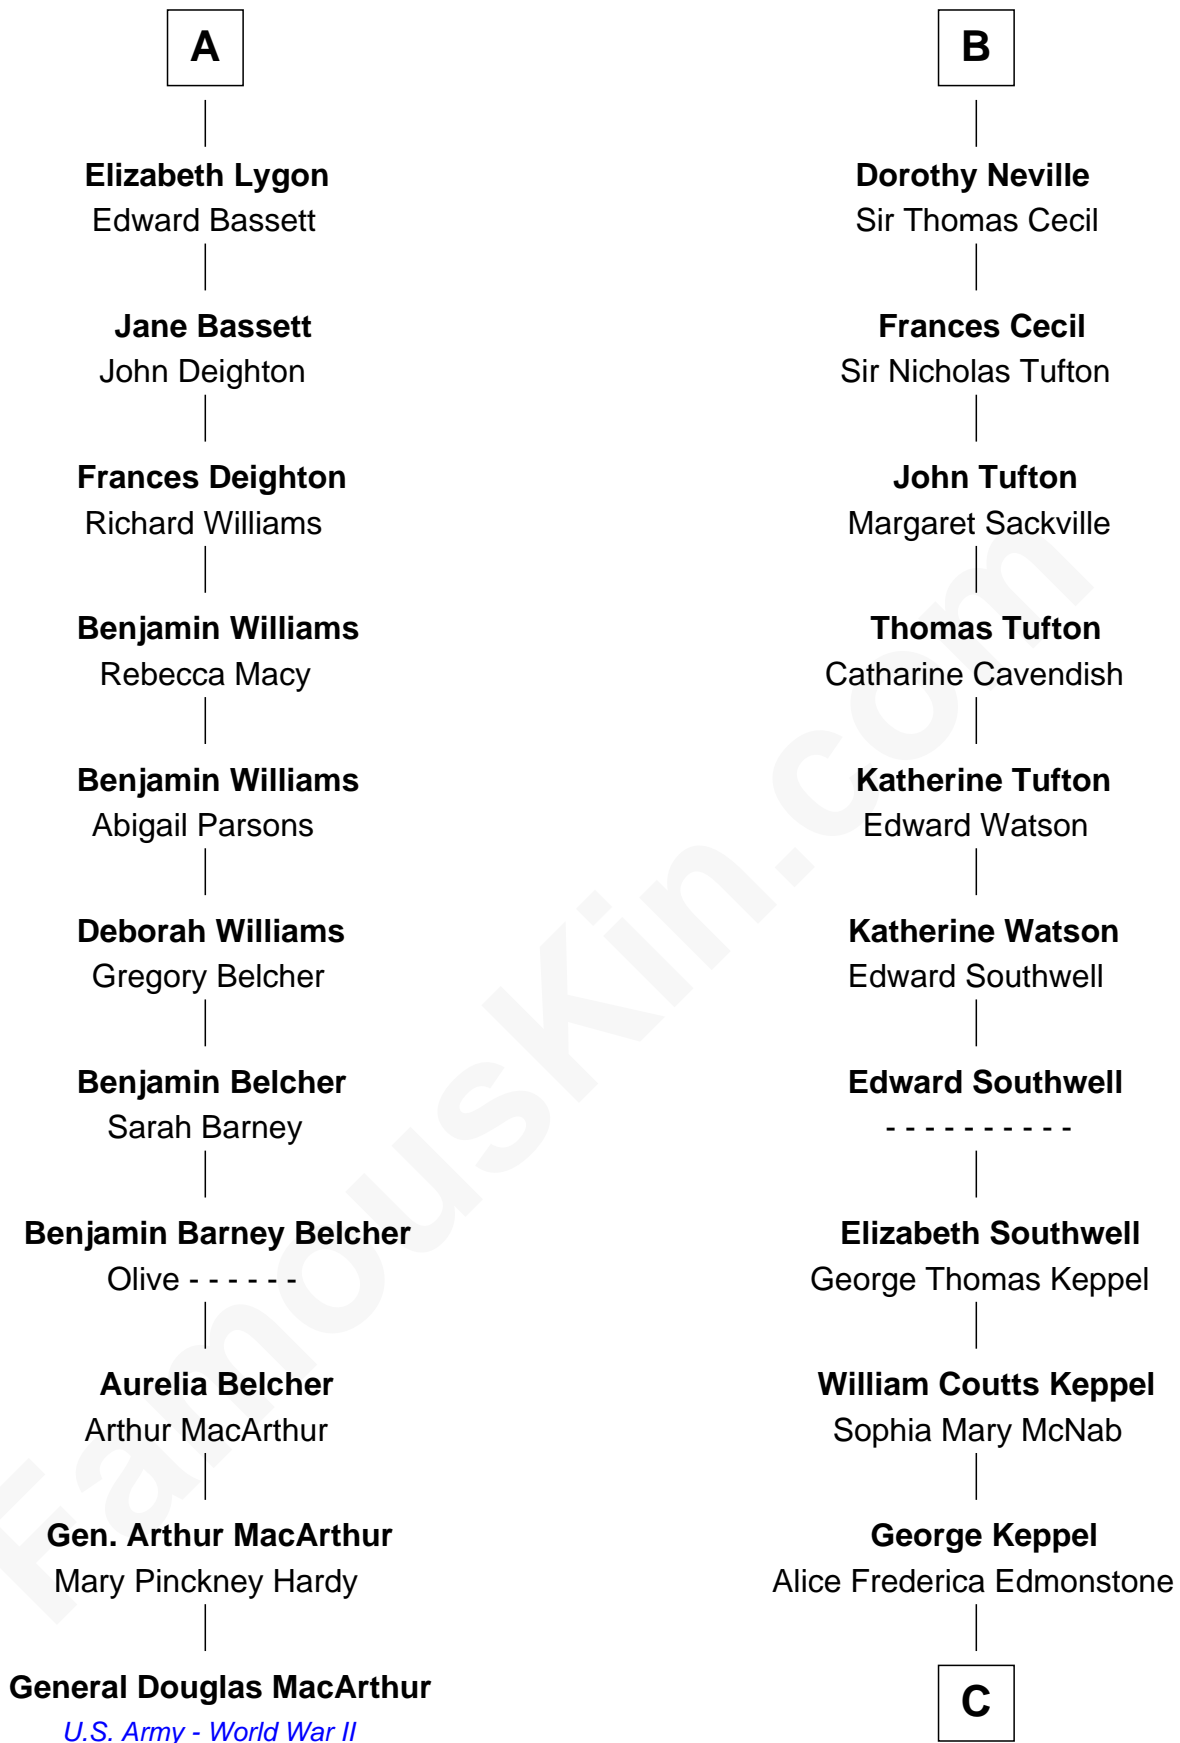 A
Elizabeth Lygon
Edward Bassett
Jane Bassett
John Deighton
Frances Deighton
Richard Williams
Benjamin Williams
Rebecca Macy
Benjamin Williams
Abigail Parsons
Deborah Williams
Gregory Belcher
Benjamin Belcher
Sarah Barney
Benjamin Barney Belcher
Olive - - - - - -
Aurelia Belcher
Arthur MacArthur
Gen. Arthur MacArthur
Mary Pinckney Hardy
General Douglas MacArthur
U.S. Army - World War II
B
Dorothy Neville
Sir Thomas Cecil
Frances Cecil
Sir Nicholas Tufton
John Tufton
Margaret Sackville
Thomas Tufton
Catharine Cavendish
Katherine Tufton
Edward Watson
Katherine Watson
Edward Southwell
Edward Southwell
- - - - - - - - - -
Elizabeth Southwell
George Thomas Keppel
William Coutts Keppel
Sophia Mary McNab
George Keppel
Alice Frederica Edmonstone
C
FamousKin.com